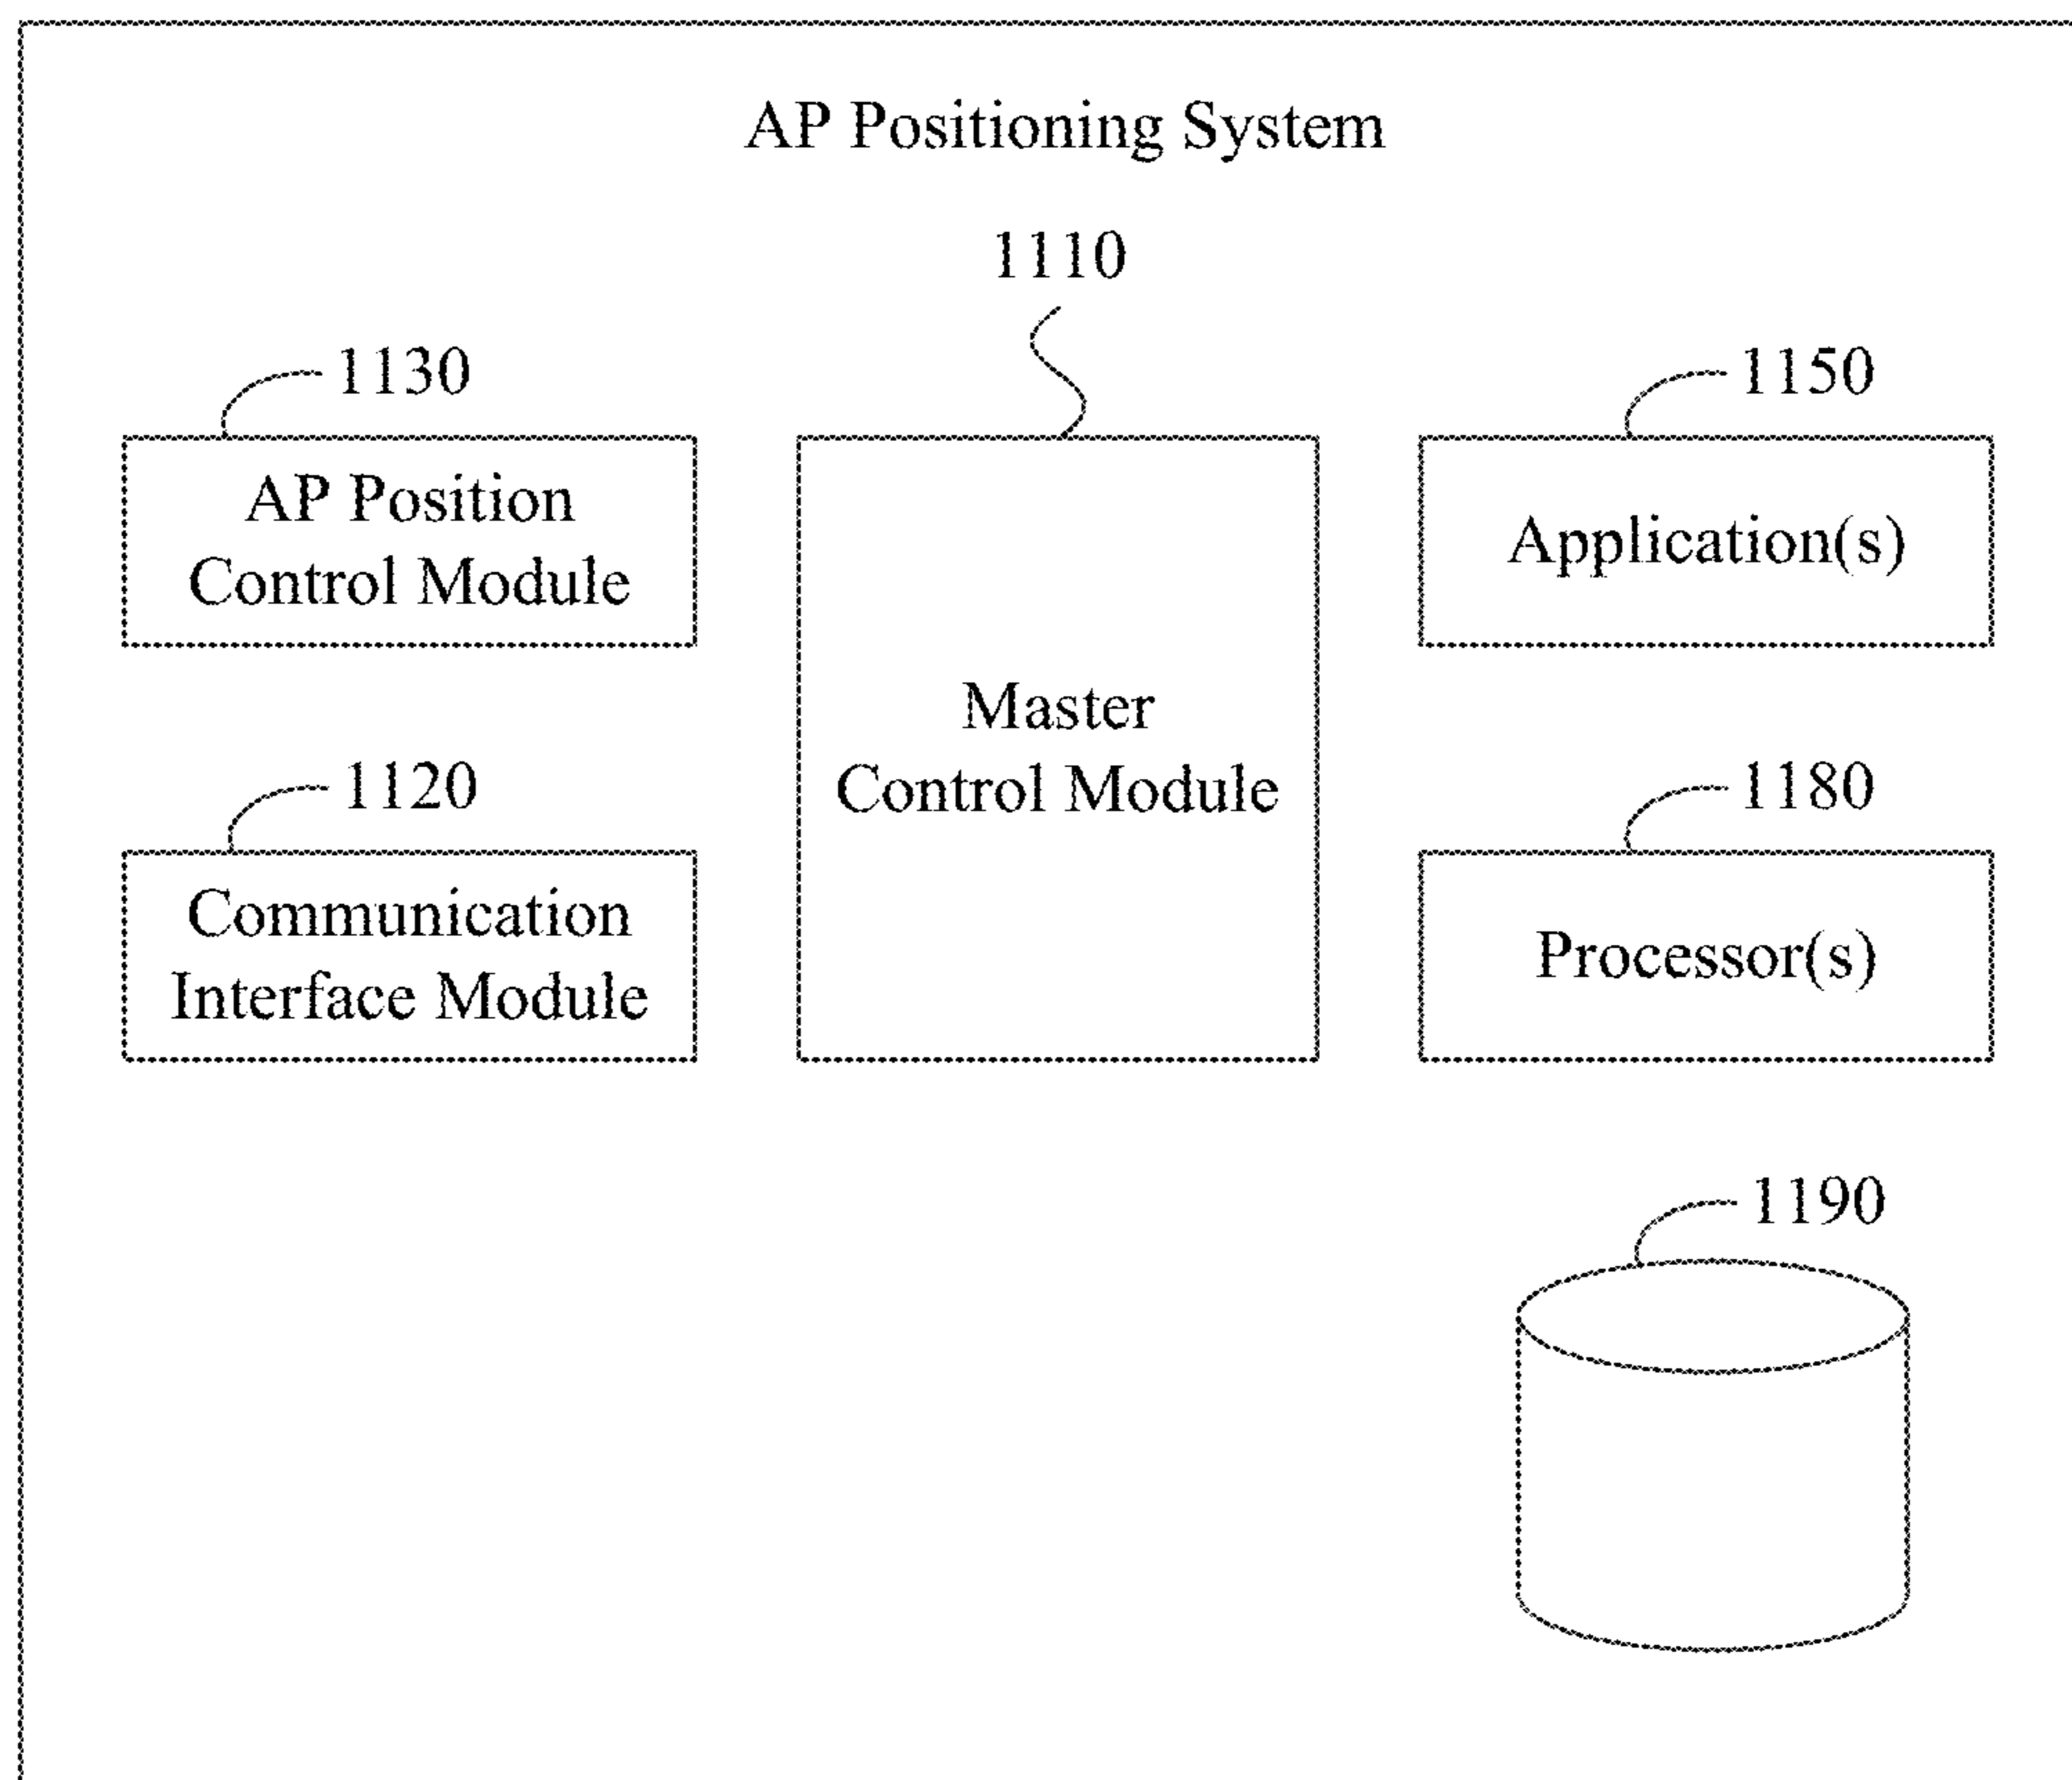 AP Positioning System
1110
1130
1150
AP Position
Control Module
Application(s)
Master
Control Module
1120
1180
Communication
Interface Module
Processor(s)
1190